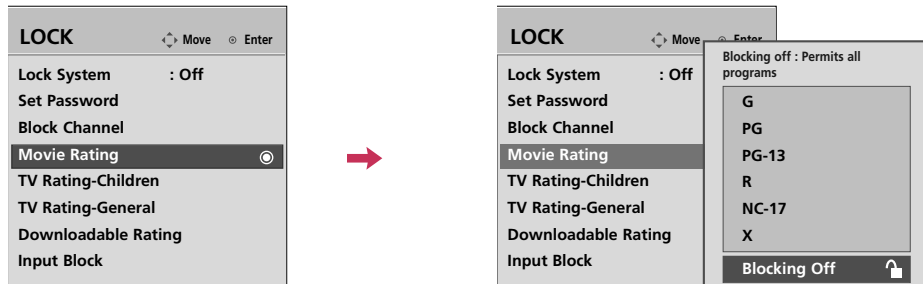 LOCK Move Enter
Lock System : Off
Set Password
Block Channel
Movie Rating
TV Rating-Children
TV Rating-General
Downloadable Rating
Input Block
LOCK Move Enter
Lock System : Off
Set Password
Block Channel
Movie Rating
TV Rating-Children
TV Rating-General
Downloadable Rating
Input Block
Blocking off : Permits all
programs
G
PG
PG-13
R
NC-17
X
Blocking Off